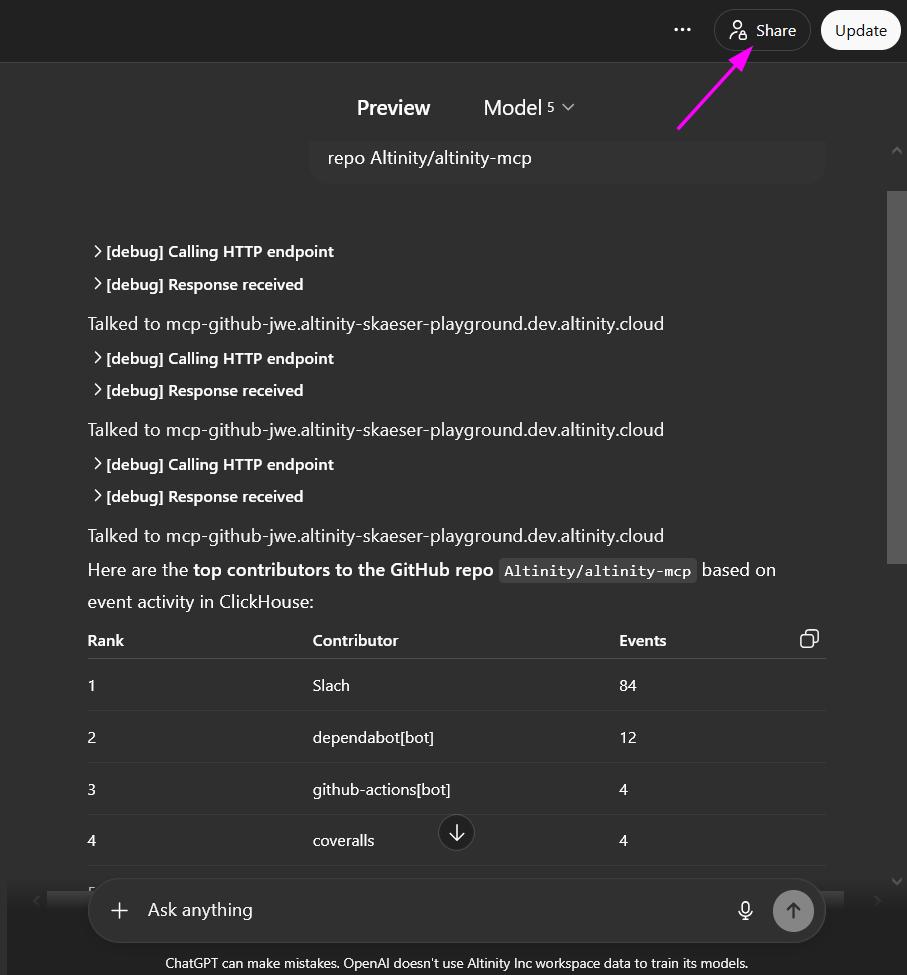 Share
Update
Preview
Model 5
repo Altinity/altinity-mcp
[debug] Calling HTTP endpoint
[debug] Response received
Talked to mcp-github-jwe.altinity-skaeser-playground.dev.altinity.cloud
[debug] Calling HTTP endpoint
[debug] Response received
Talked to mcp-github-jwe.altinity-skaeser-playground.dev.altinity.cloud
[debug] Calling HTTP endpoint
[debug] Response received
Talked to mcp-github-jwe.altinity-skaeser-playground.dev.altinity.cloud
Here are the top contributors to the GitHub repo Altinity/altinity-mcp based on
event activity in ClickHouse:
Rank Contributor Events
1 Slach 84
2 dependabot[bot] 12
3 github-actions[bot] 4
4 coveralls 4
Ask anything
ChatGPT can make mistakes. OpenAI doesn't use Altinity Inc workspace data to train its models.